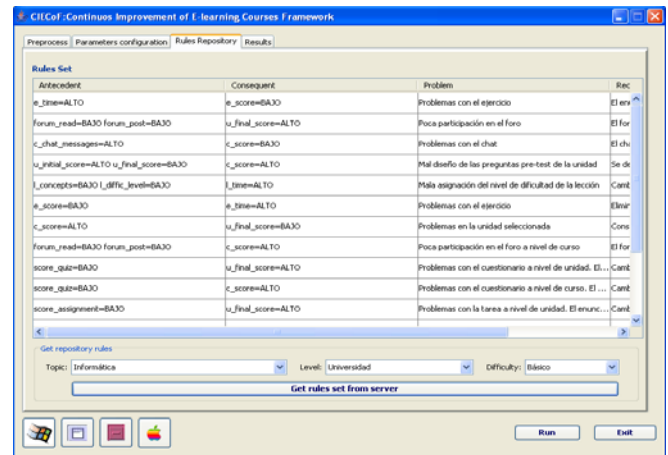 CIECoF :Continuos Improvement of E-learning Courses Framework
Preprocess Parameters configuration Rules Repository Results
Rules Set
Antecedent Consequent Problem Rec
e_time=ALTO e_score=BAJO Problemas con el ejercicio El en
forum_read=BAJO forum_post=BAJO u_final_score=ALTO Poca participación en el foro El for
c_chat_messages=ALTO c_score=BAJO Problemas con el chat El cha
u_initial_score=ALTO u_final_score=BAJO c_score=ALTO Mal diseño de las preguntas pre-test de la unidad Se de
l_concepts=BAJO l_diffic_level=BAJO l_time=ALTO Mala asignación del nivel de dificultad de la lección Camb
e_score=BAJO e_time=ALTO Problemas con el ejercicio Elimir
c_score=ALTO u_final_score=BAJO Problemas en la unidad seleccionada Cons
forum_read=BAJO forum_post=BAJO c_score=ALTO Poca participación en el foro a nivel de curso El for
score_quiz=BAJO u_final_score=ALTO Problemas con el cuestionario a nivel de unidad. El... Camb
score_quiz=BAJO c_score=ALTO Problemas con el cuestionario a nivel de curso. El ... Camb
score_assignment=BAJO u_final_score=ALTO Problemas con la tarea a nivel de unidad. El enunc... Camb
Get repository rules
Topic: Informática Level: Universidad Difficulty: Básico
Get rules set from server
Run Exit